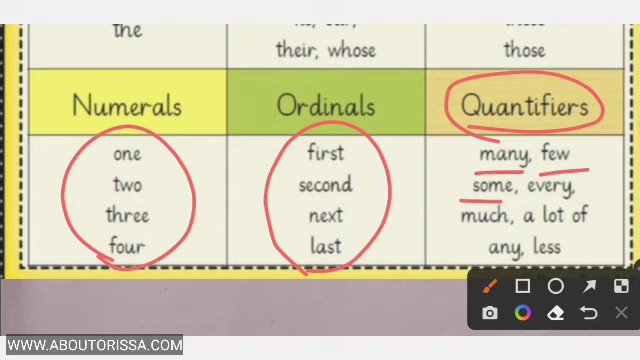 the
their, whose
those
Numerals
Ordinals
Quantifiers
one
first
many, few
two
second
some, every,
three
next
much, a lot of
four
last
any, less
WWW.ABOUTORISSA.COM